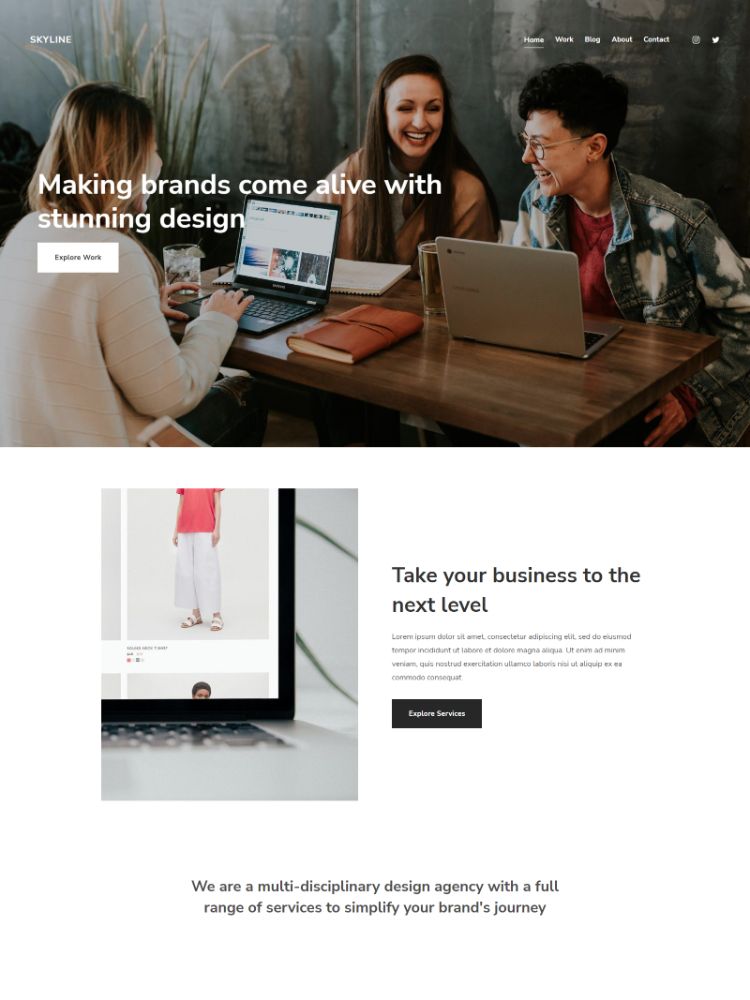 SKYLINE
Home Work Blog About Contact
Making brands come alive with
stunning design
Explore Work
SAMSUNG
Take your business to the
next level
Lorem ipsum dolor sit amet, consectetur adipiscing elit, sed do eiusmod
tempor incididunt ut labore et dolore magna aliqua. Ut enim ad minim
veniam, quis nostrud exercitation ullamco laboris nisi ut aliquip ex ea
commodo consequat.
Explore Services
We are a multi-disciplinary design agency with a full
range of services to simplify your brand's journey